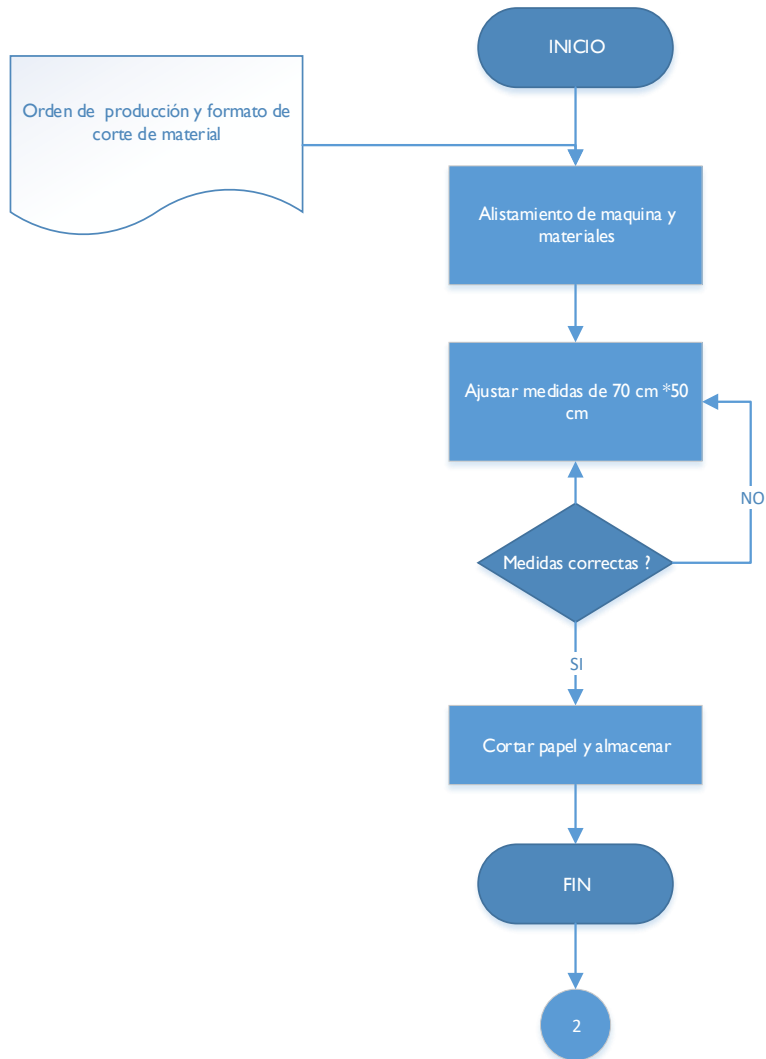 INICIO
Orden de producción y formato de
corte de material
Alistamiento de maquina y
materiales
Ajustar medidas de 70 cm *50
cm
NO
Medidas correctas ?
SI
Cortar papel y almacenar
FIN
2